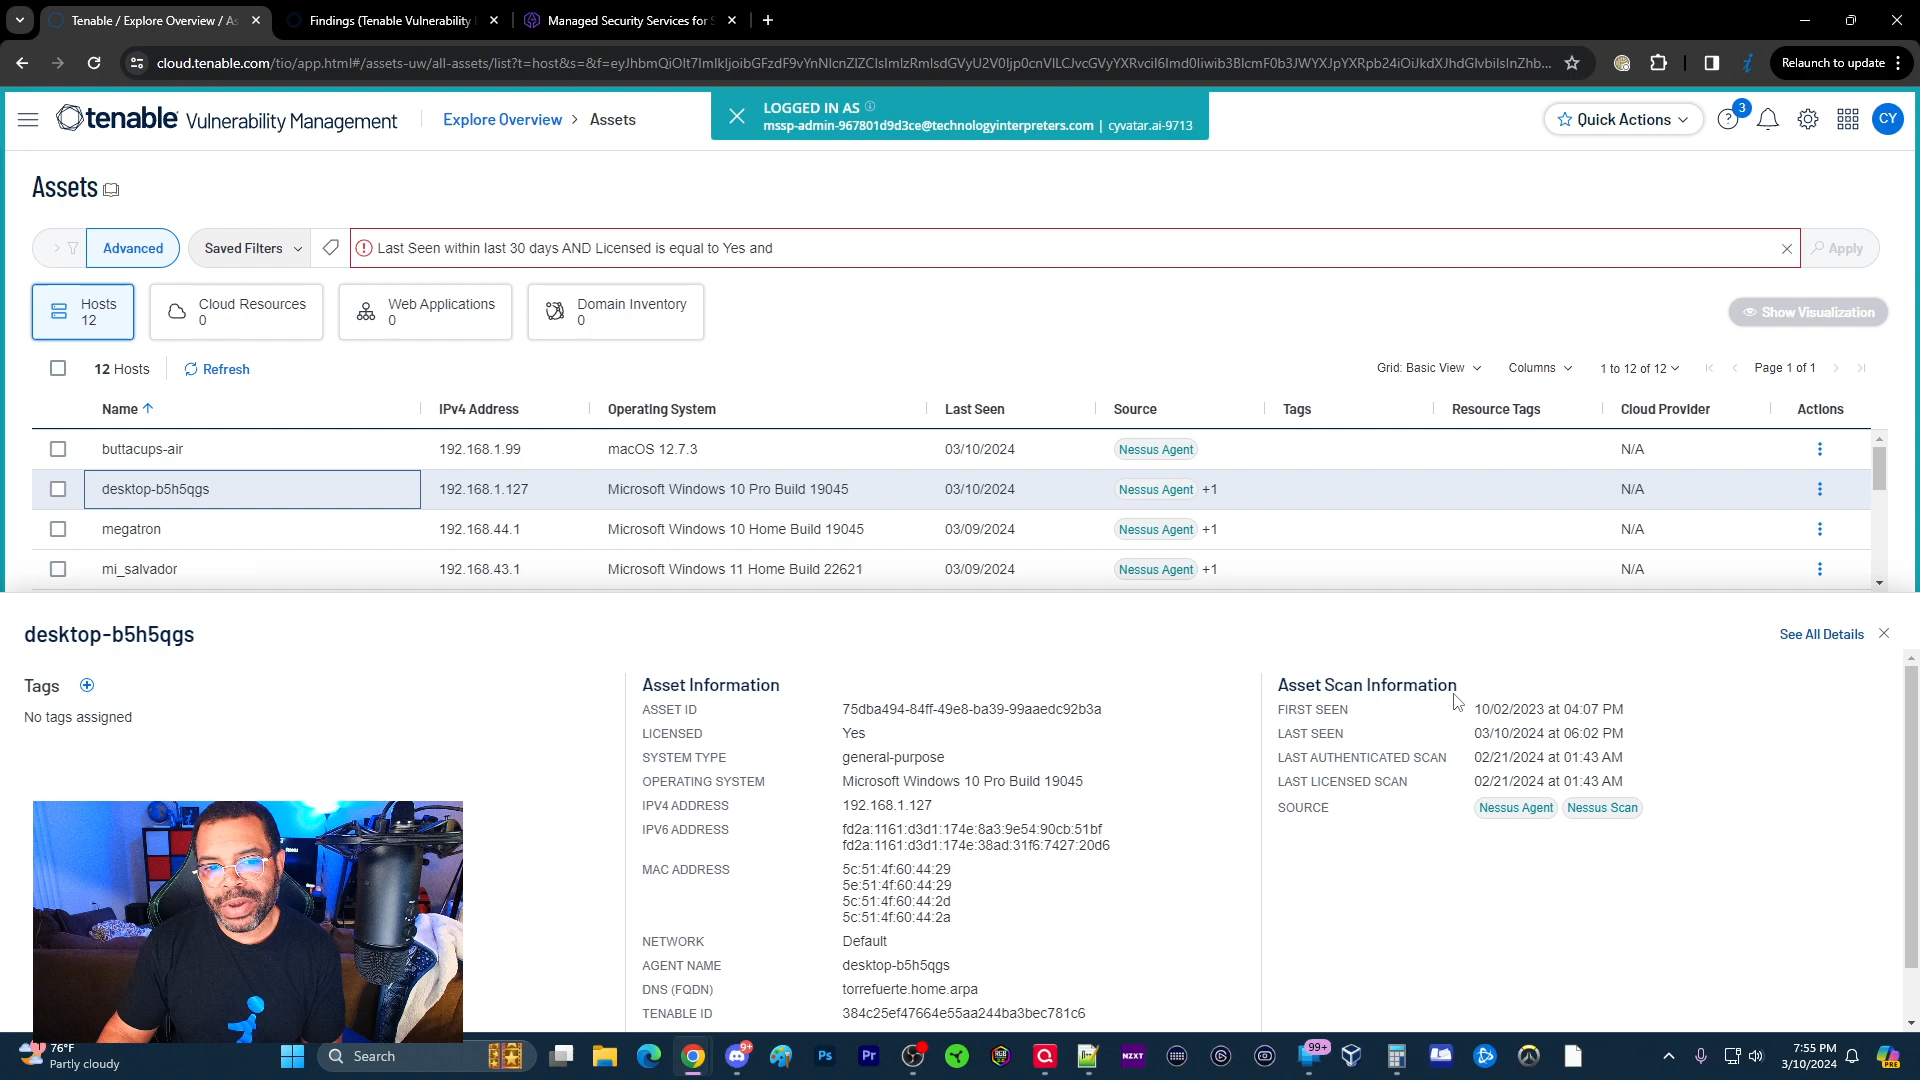 Tenable / Explore Overview / As
Findings (Tenable Vulnerability
Managed Security Services for S
cloud.tenable.com/tio/app.html#/assets-uw/all-assets/list?t=host&s=&f=
Relaunch to update
tenable Vulnerability Management
Explore Overview > Assets
LOGGED IN AS
mssp-admin-967801d9d3ce@technologyinterpreters.com | cyvatar.ai-9713
Quick Actions
3
CY
Assets
Advanced
Saved Filters
Last Seen within last 30 days AND Licensed is equal to Yes and
Apply
Hosts
12
Cloud Resources
0
Web Applications
0
Domain Inventory
0
Show Visualization
12 Hosts
Refresh
Grid: Basic View
Columns
1 to 12 of 12
Page 1 of 1
Name IPv4 Address Operating System Last Seen Source Tags Resource Tags Cloud Provider Actions
buttacups-air 192.168.1.99 macOS 12.7.3 03/10/2024 Nessus Agent N/A
desktop-b5h5qgs 192.168.1.127 Microsoft Windows 10 Pro Build 19045 03/10/2024 Nessus Agent +1 N/A
megatron 192.168.44.1 Microsoft Windows 10 Home Build 19045 03/09/2024 Nessus Agent +1 N/A
mi_salvador 192.168.43.1 Microsoft Windows 11 Home Build 22621 03/09/2024 Nessus Agent +1 N/A
desktop-b5h5qgs
See All Details
Tags
No tags assigned
Asset Information
ASSET ID 75dba494-84ff-49e8-ba39-99aaedc92b3a
LICENSED Yes
SYSTEM TYPE general-purpose
OPERATING SYSTEM Microsoft Windows 10 Pro Build 19045
IPV4 ADDRESS 192.168.1.127
IPV6 ADDRESS fd2a:1161:d3d1:174e:8a3:9e54:90cb:51bf
fd2a:1161:d3d1:174e:38ad:31f6:7427:20d6
MAC ADDRESS 5c:51:4f:60:44:29
5e:51:4f:60:44:29
5c:51:4f:60:44:2d
5c:51:4f:60:44:2a
NETWORK Default
AGENT NAME desktop-b5h5qgs
DNS (FQDN) torrefuerte.home.arpa
TENABLE ID 384c25ef47664e55aa244ba3bec781c6
Asset Scan Information
FIRST SEEN 10/02/2023 at 04:07 PM
LAST SEEN 03/10/2024 at 06:02 PM
LAST AUTHENTICATED SCAN 02/21/2024 at 01:43 AM
LAST LICENSED SCAN 02/21/2024 at 01:43 AM
SOURCE Nessus Agent Nessus Scan
76°F
Partly cloudy
Search
9+
Ps
Pr
NZXT
99+
7:55 PM
3/10/2024
PRE